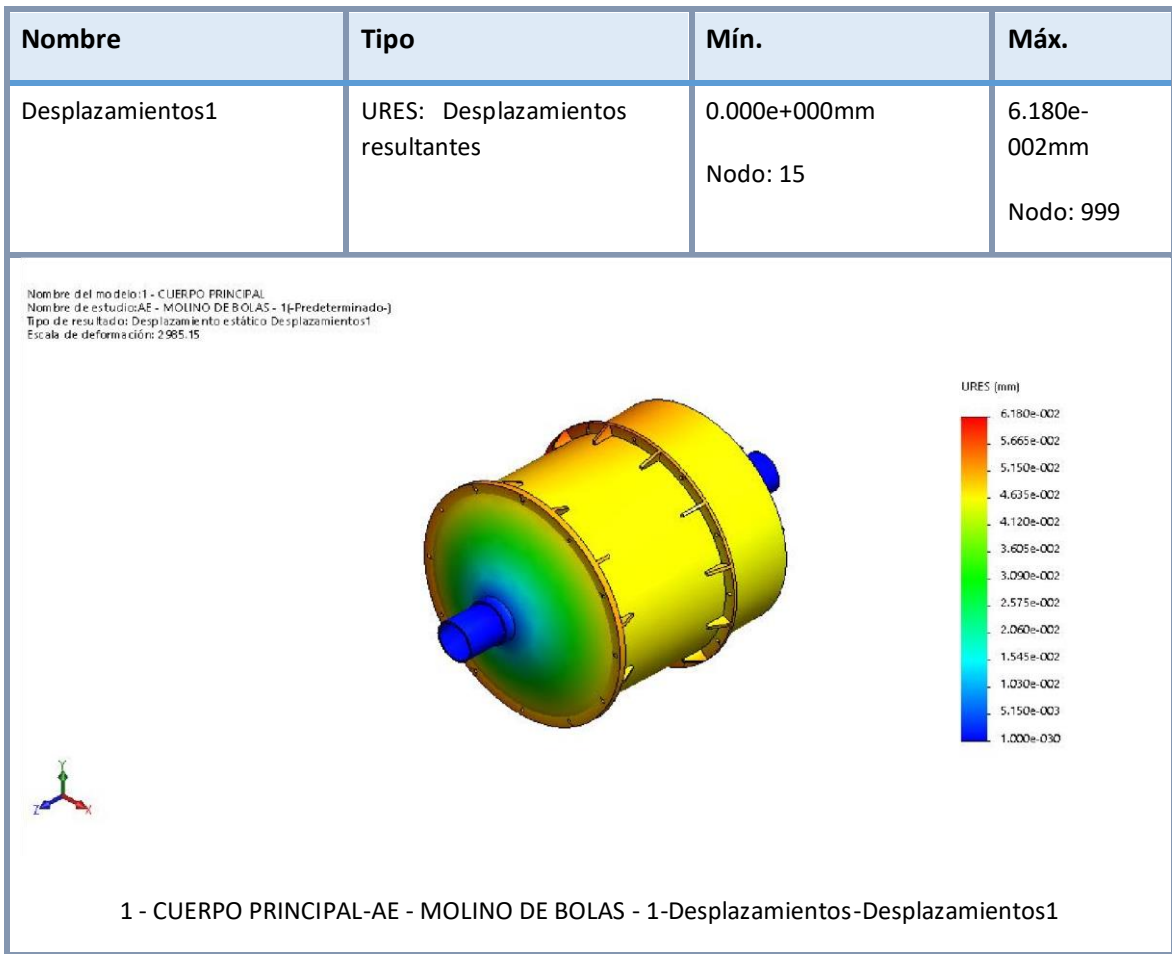 Nombre
Tipo
Mín.
Máx.
Desplazamientos1
URES: Desplazamientos
resultantes
0.000e+000mm
Nodo: 15
6.180e-
002mm
Nodo: 999
Nombre del modelo:1 - CUERPO PRINCIPAL
Nombre de estudio:AE - MOLINO DE BOLAS - 1(-Predeterminado-)
Tipo de resultado: Desplazamiento estático Desplazamientos1
Escala de deformación: 2985.15
URES (mm)
6.180e-002
5.665e-002
5.150e-002
4.635e-002
4.120e-002
3.605e-002
3.090e-002
2.575e-002
2.060e-002
1.545e-002
1.030e-002
5.150e-003
1.000e-030
Y
Z
X
1 - CUERPO PRINCIPAL-AE - MOLINO DE BOLAS - 1-Desplazamientos-Desplazamientos1